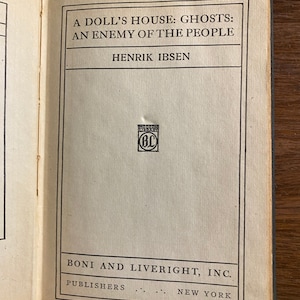 A DOLL'S HOUSE: GHOSTS:
AN ENEMY OF THE PEOPLE
HENRIK IBSEN
BL
BONI AND LIVERIGHT, INC.
PUBLISHERS .·. .·. NEW YORK